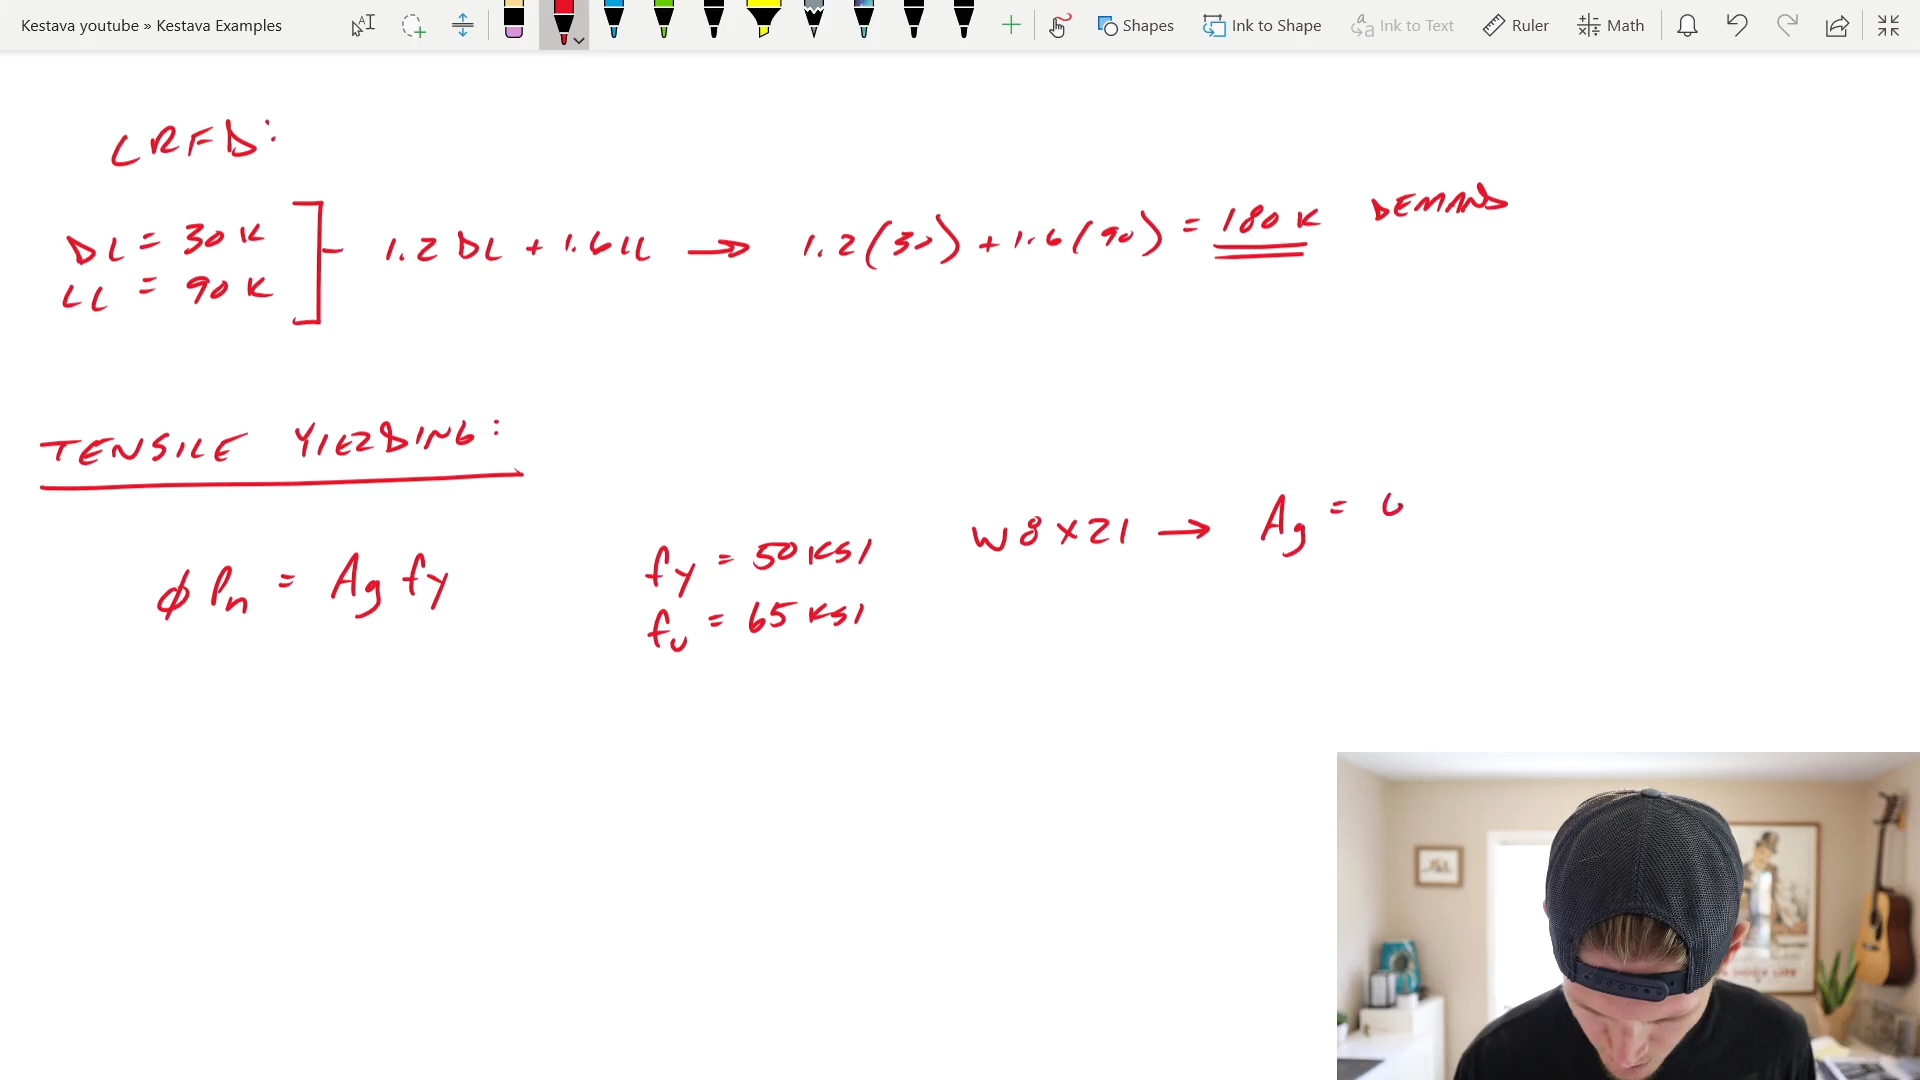 Kestava youtube » Kestava Examples
Shapes
Ink to Shape
Ink to Text
Ruler
Math
LRFD:
DL = 30 K
LL = 90 K
1.2 DL + 1.6 LL → 1.2 (30) + 1.6 (90) = 180 K DEMAND
TENSILE YIELDING:
ϕ Pn = Ag fy
fy = 50 KSI
fu = 65 KSI
W 8 x 21 → Ag =